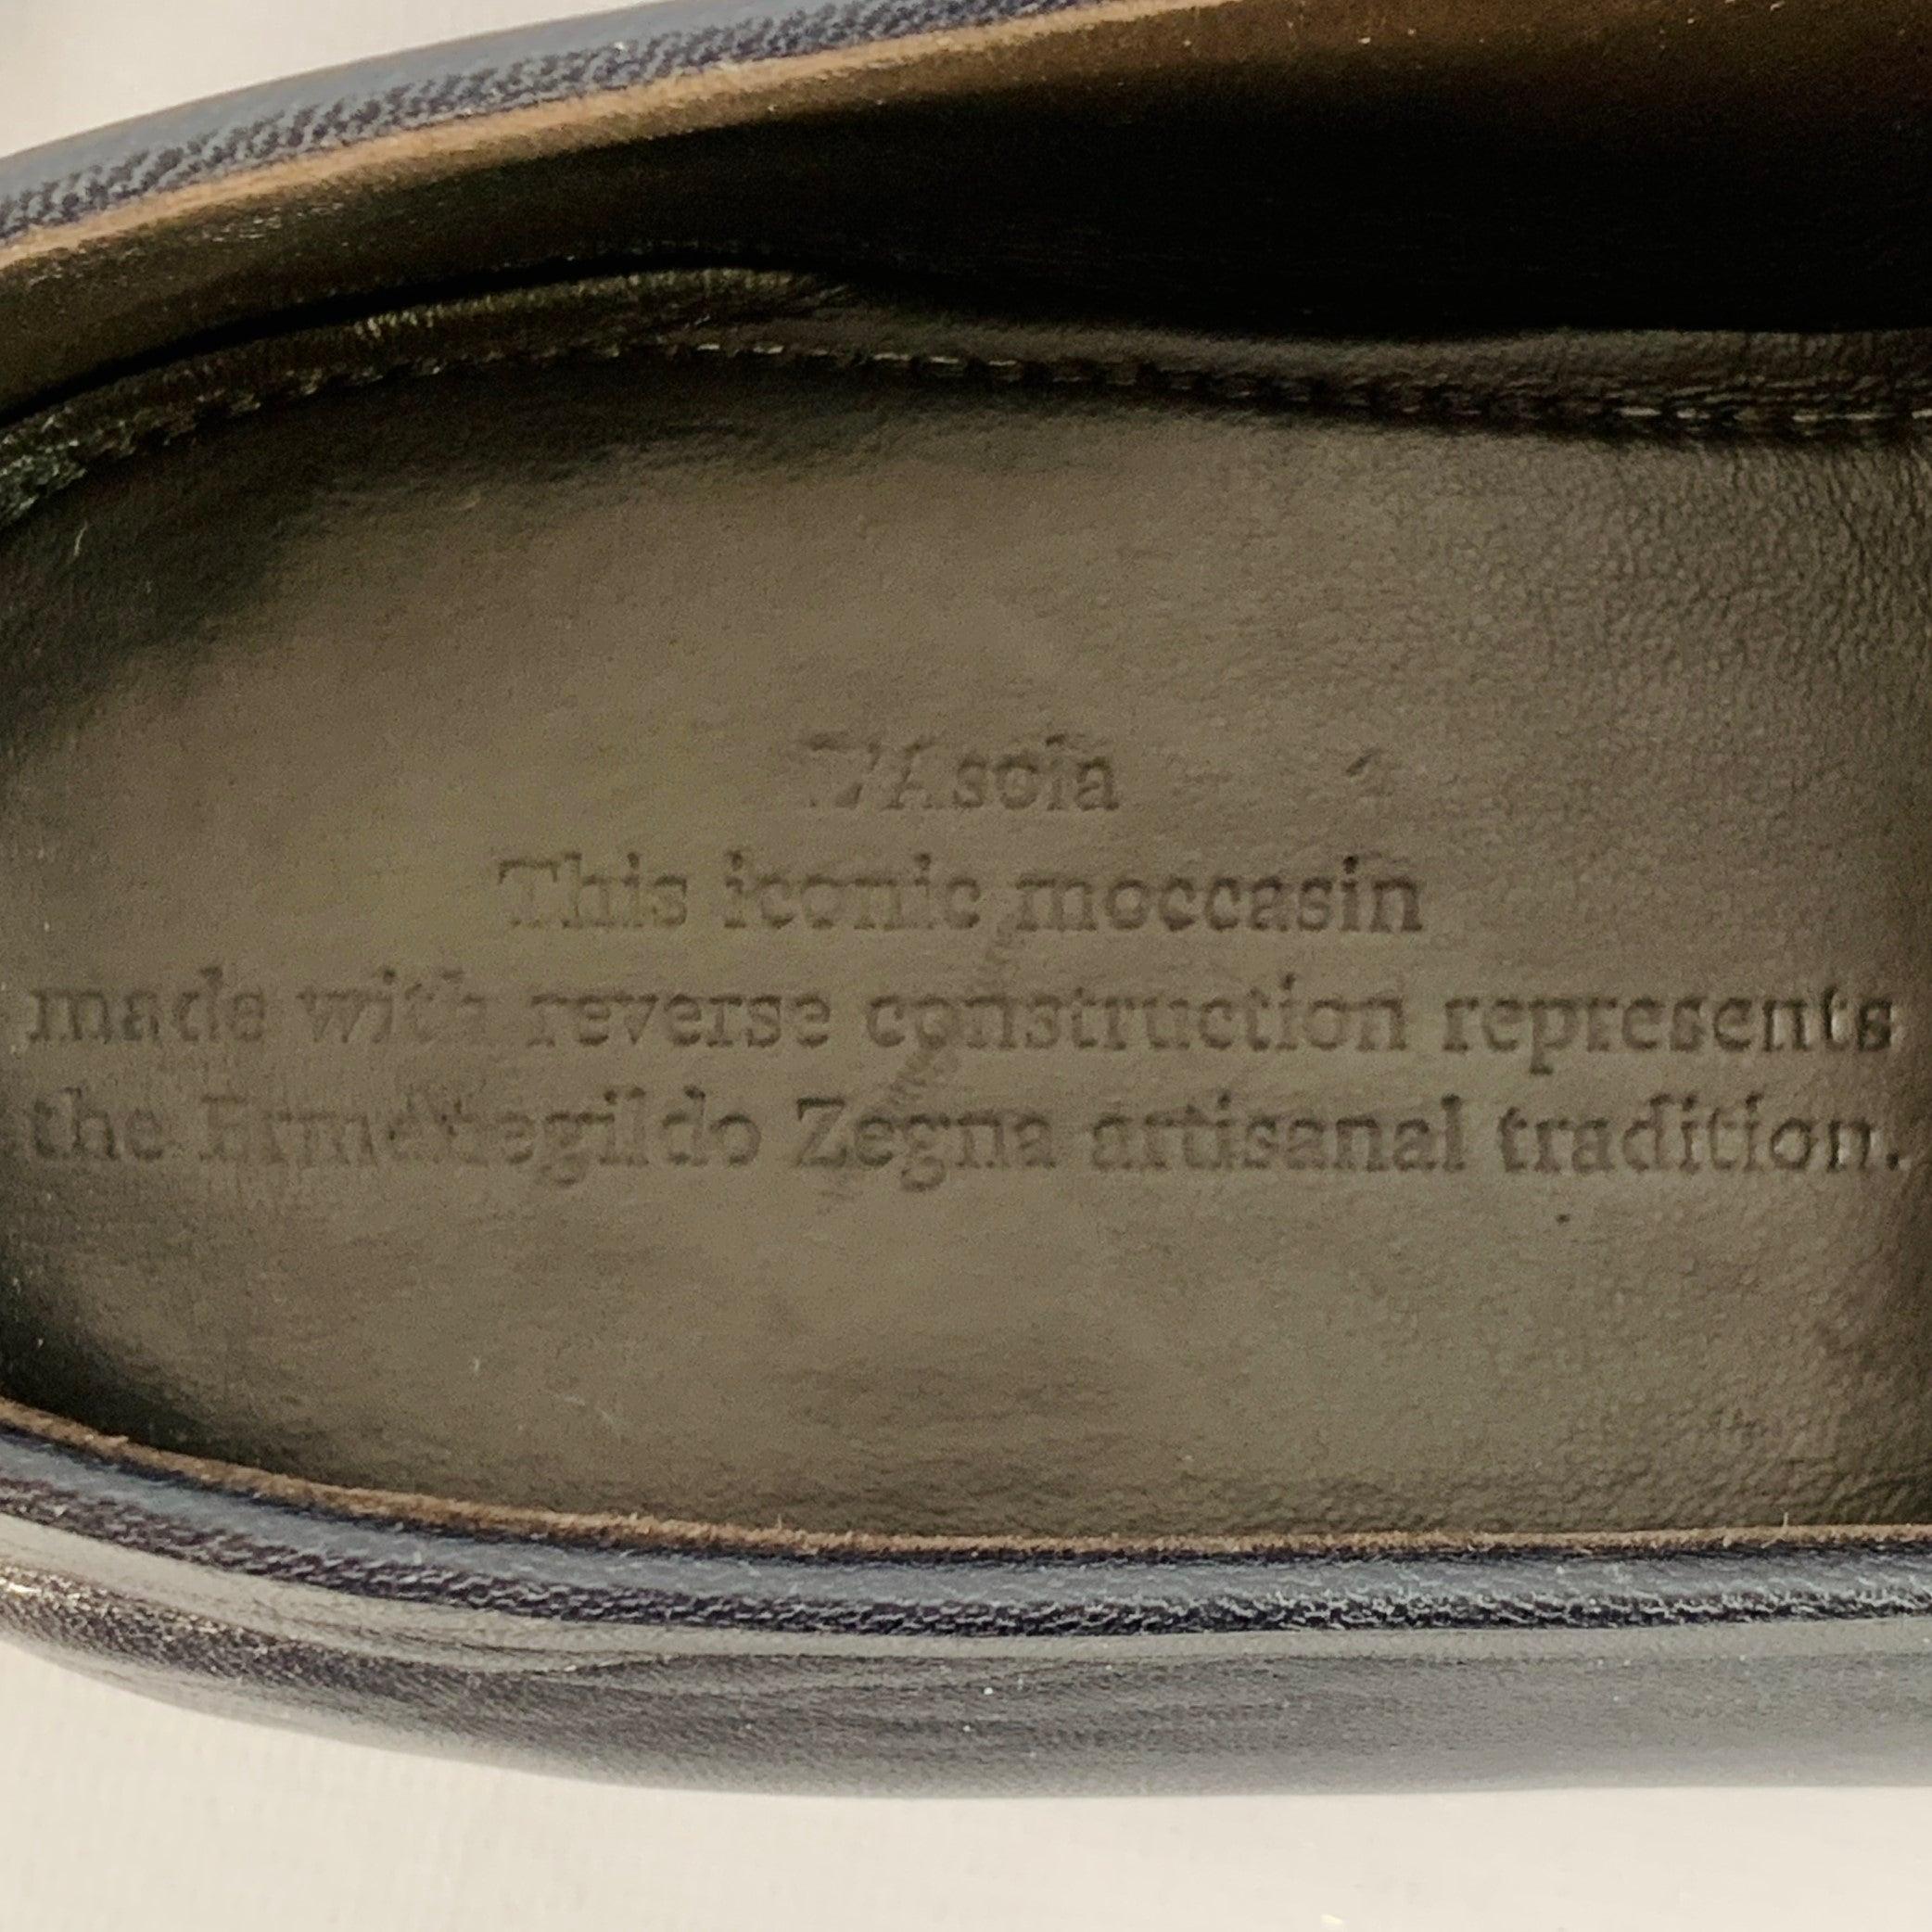 L'Asola
This iconic moccasin
made with reverse construction represents
the Ermenegildo Zegna artisanal tradition.